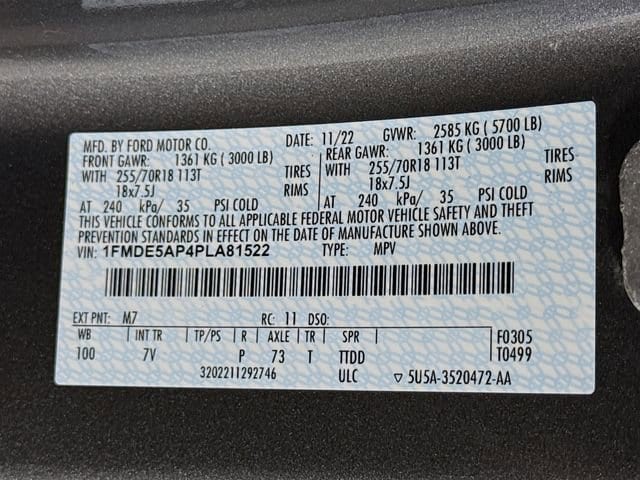 MFD. BY FORD MOTOR CO. DATE: 11/22 GVWR: 2585 KG ( 5700 LB)
FRONT GAWR: 1361 KG ( 3000 LB) REAR GAWR: 1361 KG ( 3000 LB)
WITH 255/70R18 113T TIRES WITH 255/70R18 113T TIRES
18x7.5J RIMS 18x7.5J RIMS
AT 240 kPa/ 35 PSI COLD AT 240 kPa/ 35 PSI COLD
THIS VEHICLE CONFORMS TO ALL APPLICABLE FEDERAL MOTOR VEHICLE SAFETY AND THEFT
PREVENTION STANDARDS IN EFFECT ON THE DATE OF MANUFACTURE SHOWN ABOVE.
VIN: 1FMDE5AP4PLA81522 TYPE: MPV
EXT PNT: M7 RC: 11 DSO:
WB INT TR TP/PS R AXLE TR SPR F0305
100 7V P 73 T TTDD T0499
3202211292746 ULC ▽ 5U5A-3520472-AA